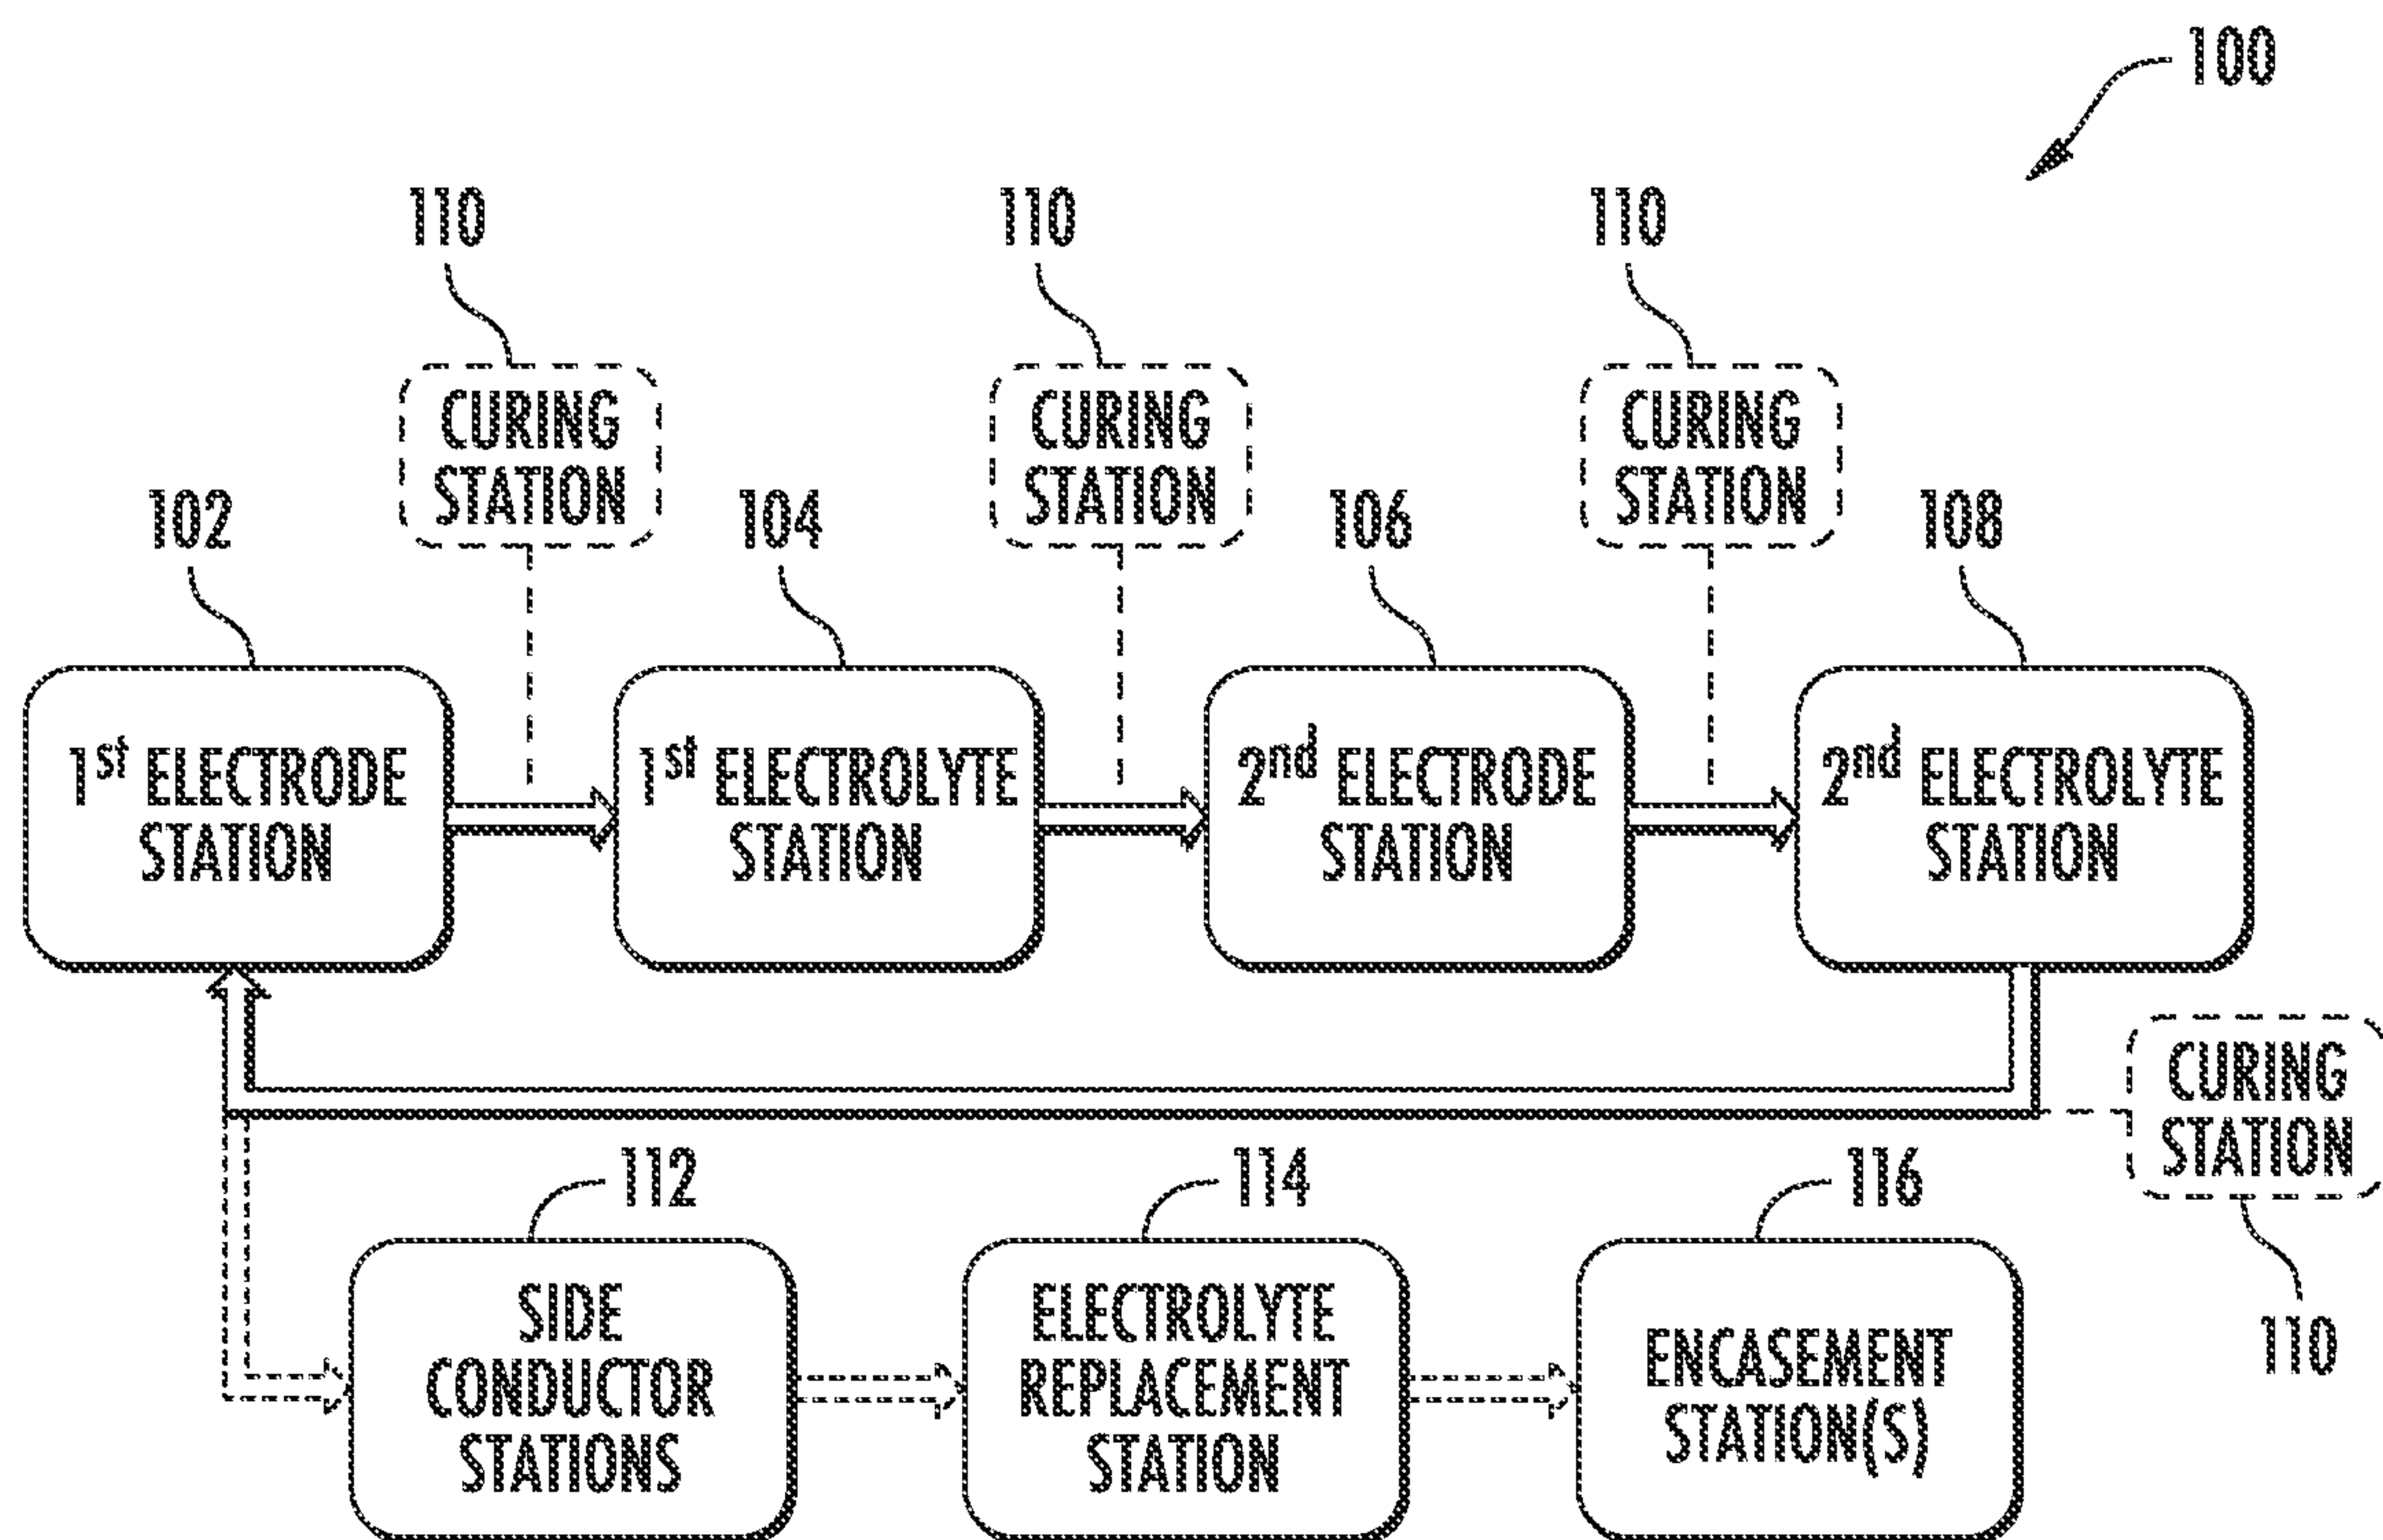 100
110
110
110
CURING
STATION
CURING
STATION
CURING
STATION
102
104
106
108
1st ELECTRODE
STATION
1st ELECTROLYTE
STATION
2nd ELECTRODE
STATION
2nd ELECTROLYTE
STATION
CURING
STATION
110
112
114
116
SIDE
CONDUCTOR
STATIONS
ELECTROLYTE
REPLACEMENT
STATION
ENCASEMENT
STATION(S)